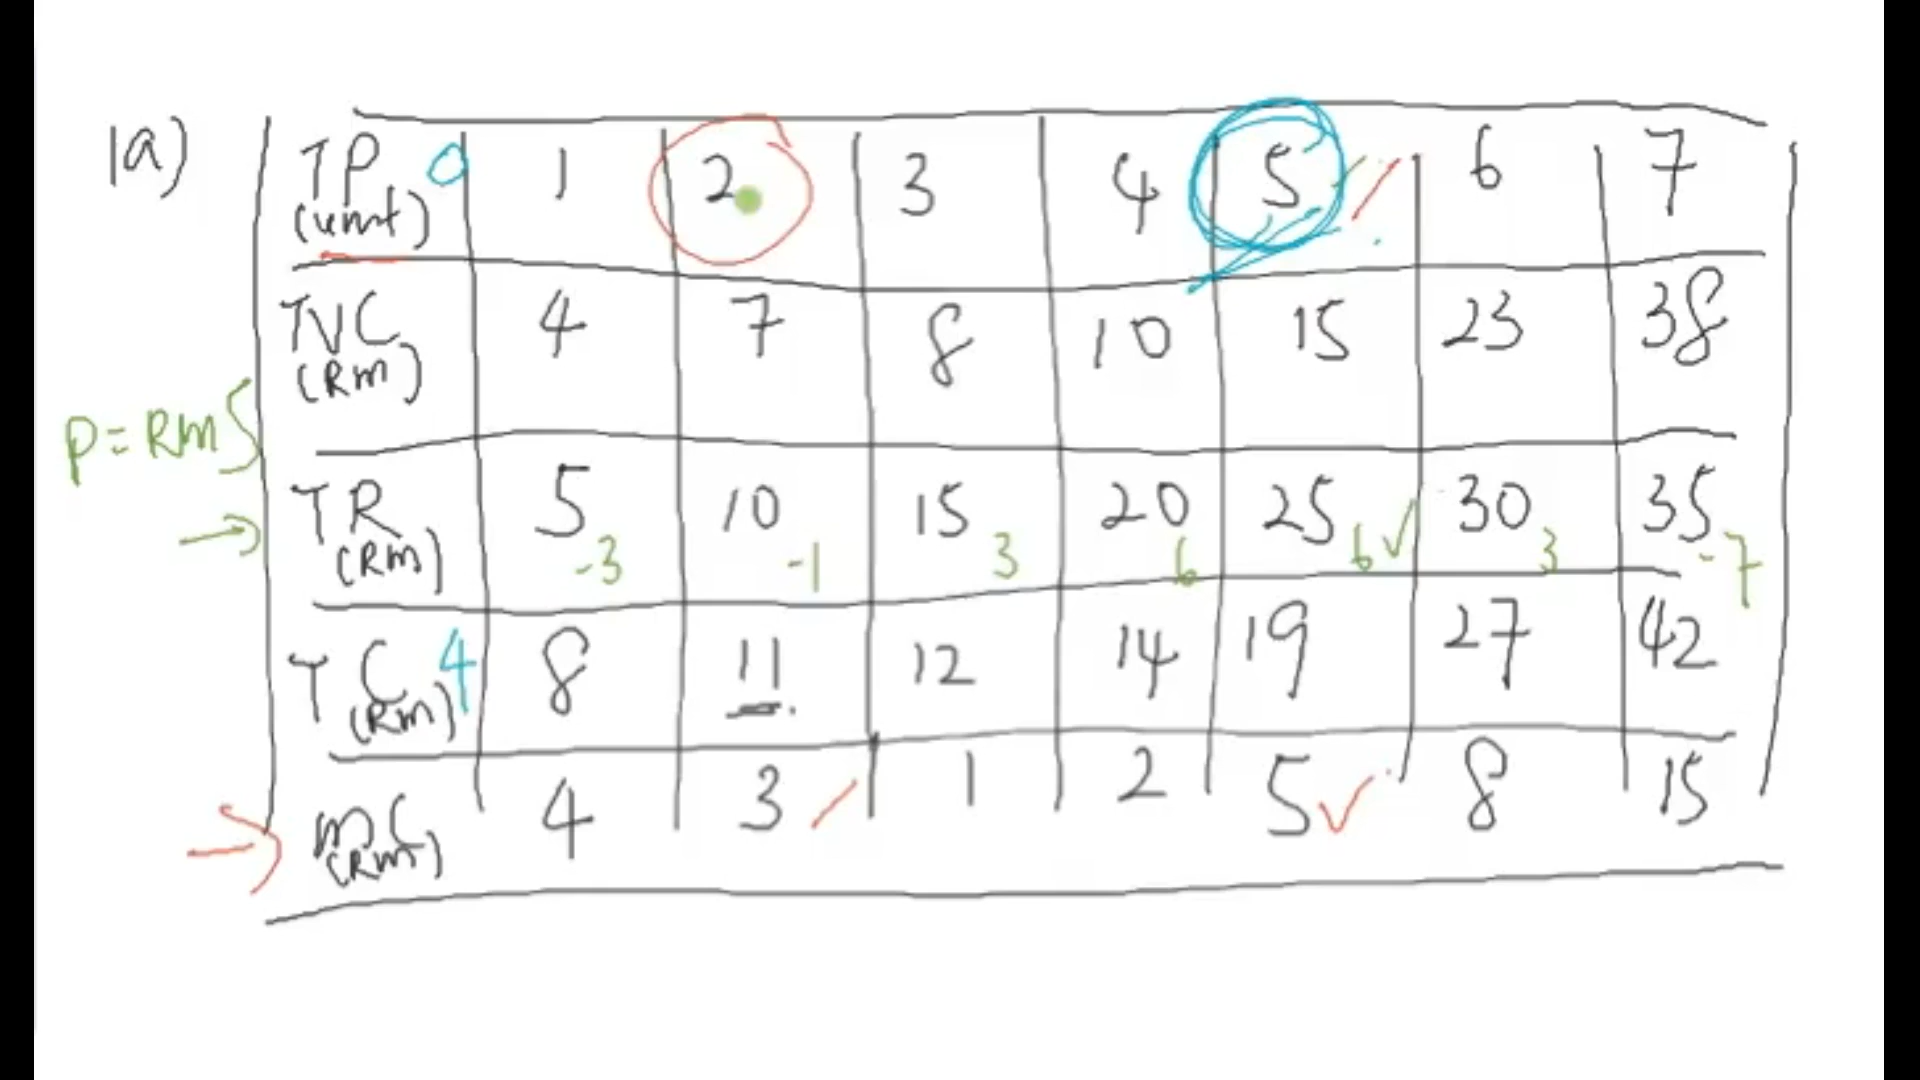 1a)
TP (unit) 0 1 2 3 4 5 6 7
TVC (Rm) 4 7 8 10 15 23 38
P = Rm 5
TR (Rm) 5 10 15 20 25 30 35
-3 -1 3 6 6 ✓ 3 -7
TC (Rm) 4 8 11 12 14 19 27 42
mC (Rm) 4 3 1 2 5 ✓ 8 15